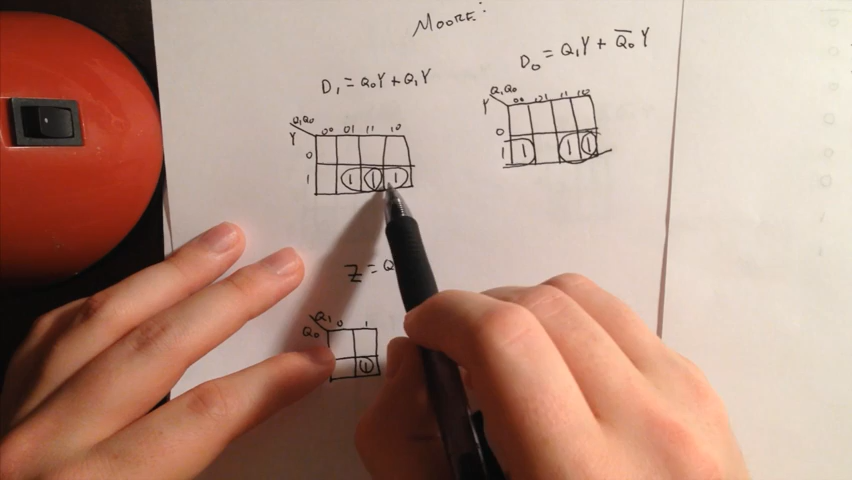 MOORE:
D₁ = Q₀Y + Q₁Y
Q₁Q₀
Y
00 01 11 10
0
1 1 1 1
D₀ = Q₁Y + Q̅₀Y
Q₁Q₀
Y
00 01 11 10
0
1 1 1 1
Z = Q
Q₁
Q₀
0 1
1